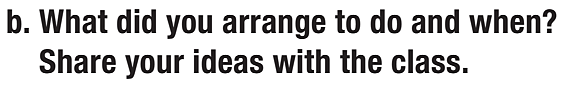 b. What did you arrange to do and when?
Share your ideas with the class.